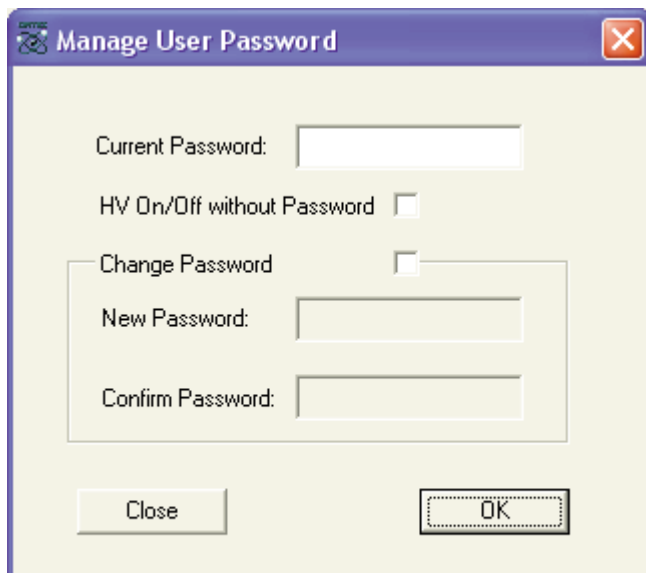 Manage User Password
Current Password:
HV On/Off without Password
Change Password
New Password:
Confirm Password:
Close
OK